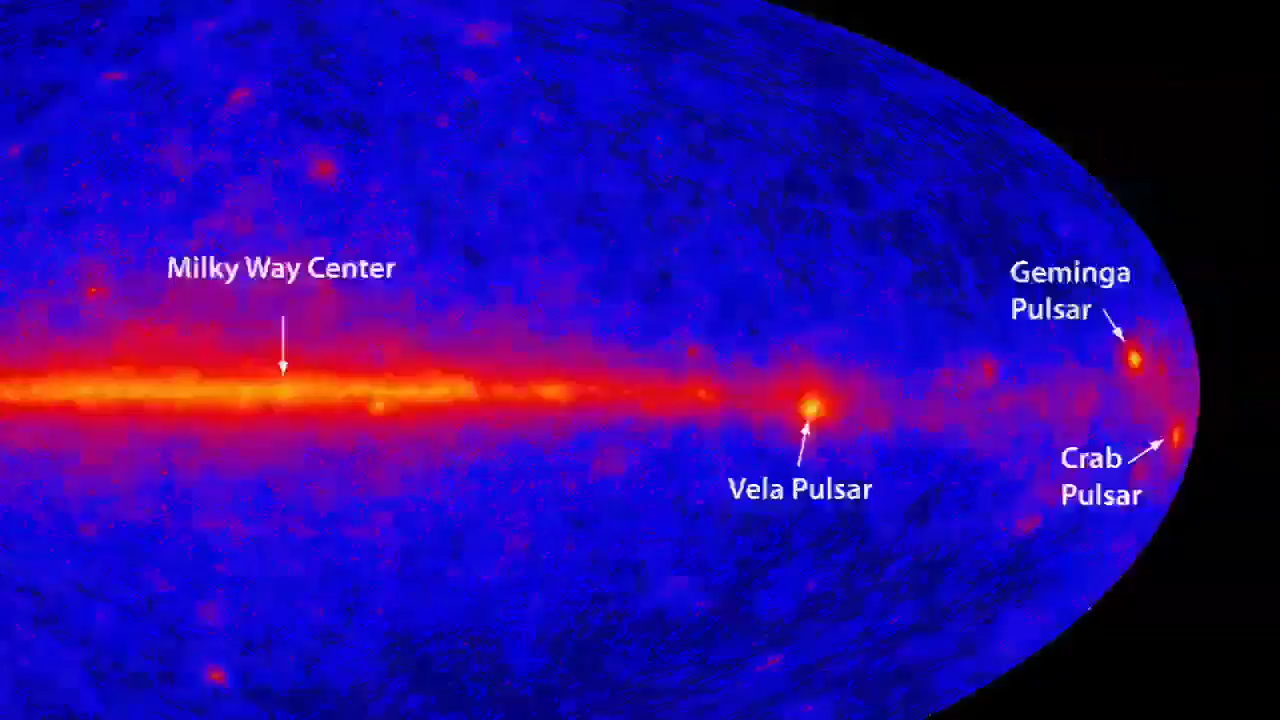 Milky Way Center
Geminga
Pulsar
Vela Pulsar
Crab
Pulsar